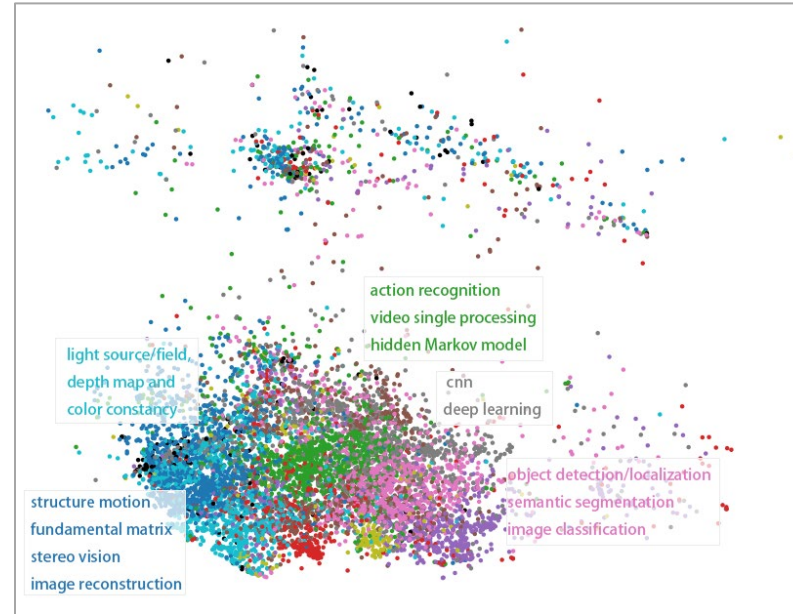 action recognition
video single processing
hidden Markov model
light source/field,
depth map and
color constancy
cnn
deep learning
object detection/localization
semantic segmentation
image classification
structure motion
fundamental matrix
stereo vision
image reconstruction